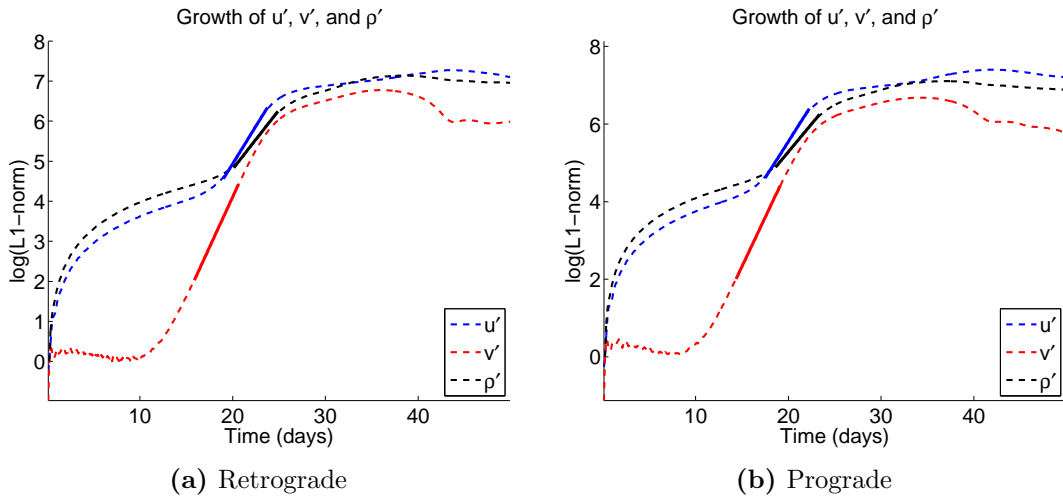 Growth of u′, v′, and ρ′
8
7
6
5
4
3
2
1
0
log(L1−norm)
10 20 30 40
Time (days)
u′
v′
ρ′
(a) Retrograde
Growth of u′, v′, and ρ′
8
6
4
2
0
log(L1−norm)
10 20 30 40
Time (days)
u′
v′
ρ′
(b) Prograde